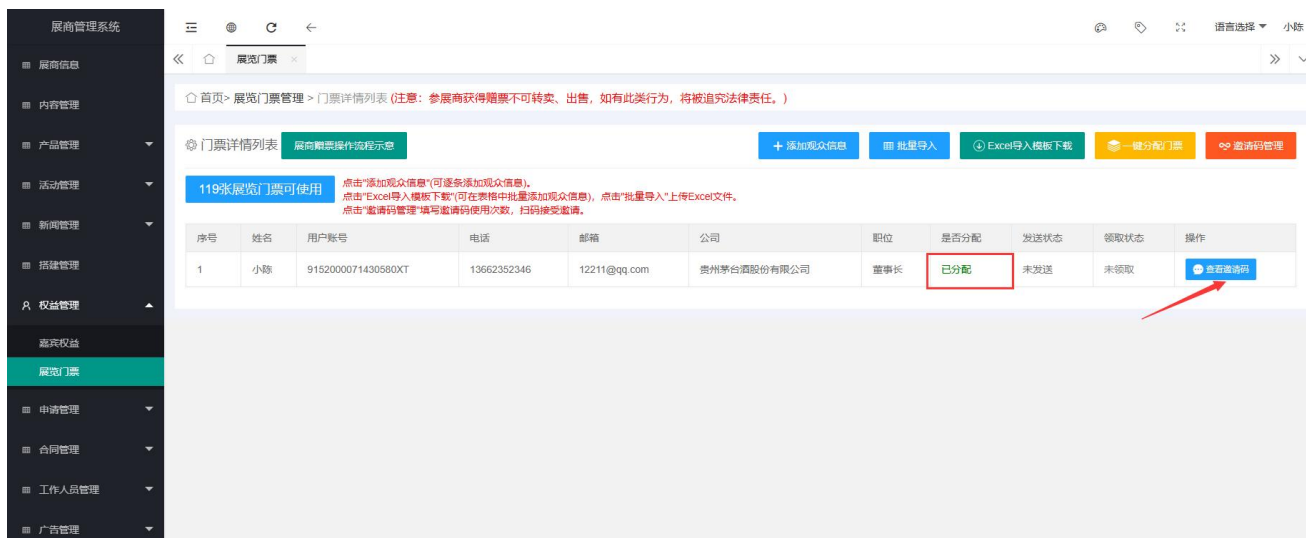 展商管理系统
语言选择
小陈
展商信息
展览门票
内容管理
首页> 展览门票管理 > 门票详情列表 (注意：参展商获得赠票不可转卖、出售，如有此类行为，将被追究法律责任。)
产品管理
门票详情列表
展商赠票操作流程示意
+ 添加观众信息
批量导入
Excel导入模板下载
一键分配门票
邀请码管理
活动管理
119张展览门票可使用
点击"添加观众信息"(可逐条添加观众信息)。
点击"Excel导入模板下载"(可在表格中批量添加观众信息)，点击"批量导入"上传Excel文件。
点击"邀请码管理"填写邀请码使用次数，扫码接受邀请。
新闻管理
序号 姓名 用户账号 电话 邮箱 公司 职位 是否分配 发送状态 领取状态 操作
搭建管理
1 小陈 9152000071430580XT 13662352346 12211@qq.com 贵州茅台酒股份有限公司 董事长 已分配 未发送 未领取 查看邀请码
权益管理
嘉宾权益
展览门票
申请管理
合同管理
工作人员管理
广告管理